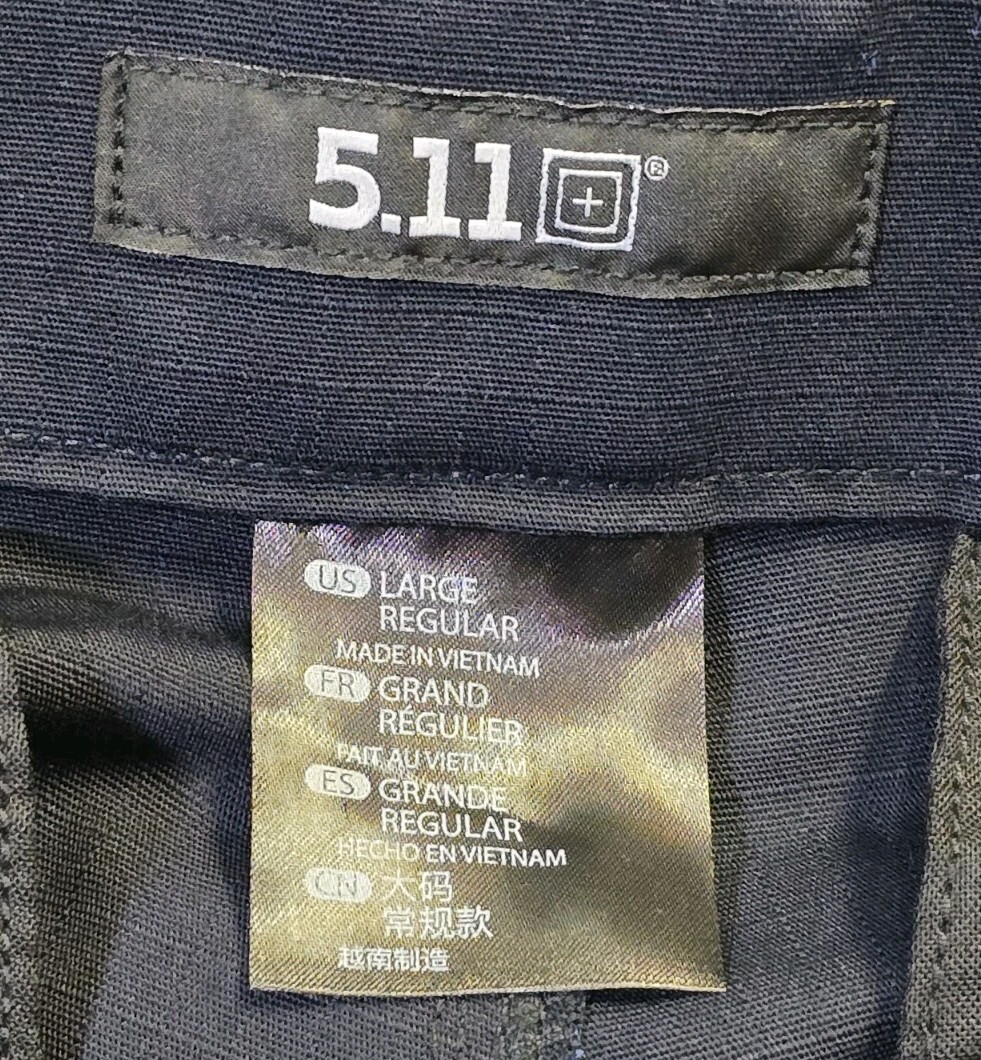 5.11®
US LARGE
REGULAR
MADE IN VIETNAM
FR GRAND
RÉGULIER
FAIT AU VIETNAM
ES GRANDE
REGULAR
HECHO EN VIETNAM
CN 大码
常规款
越南制造